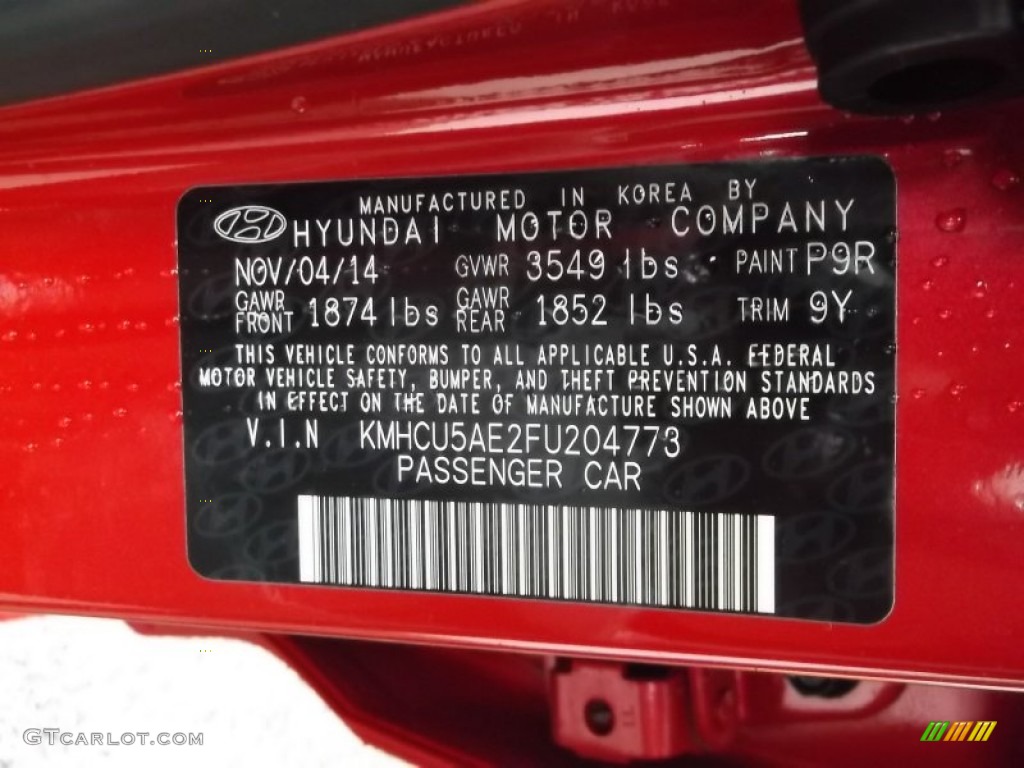 MANUFACTURED IN KOREA BY
HYUNDAI MOTOR COMPANY
NOV/04/14 GVWR 3549 lbs PAINT P9R
GAWR FRONT 1874 lbs GAWR REAR 1852 lbs TRIM 9Y
THIS VEHICLE CONFORMS TO ALL APPLICABLE U.S.A. FEDERAL
MOTOR VEHICLE SAFETY, BUMPER, AND THEFT PREVENTION STANDARDS
IN EFFECT ON THE DATE OF MANUFACTURE SHOWN ABOVE
V.I.N KMHCU5AE2FU204773
PASSENGER CAR
GTCARLOT.COM